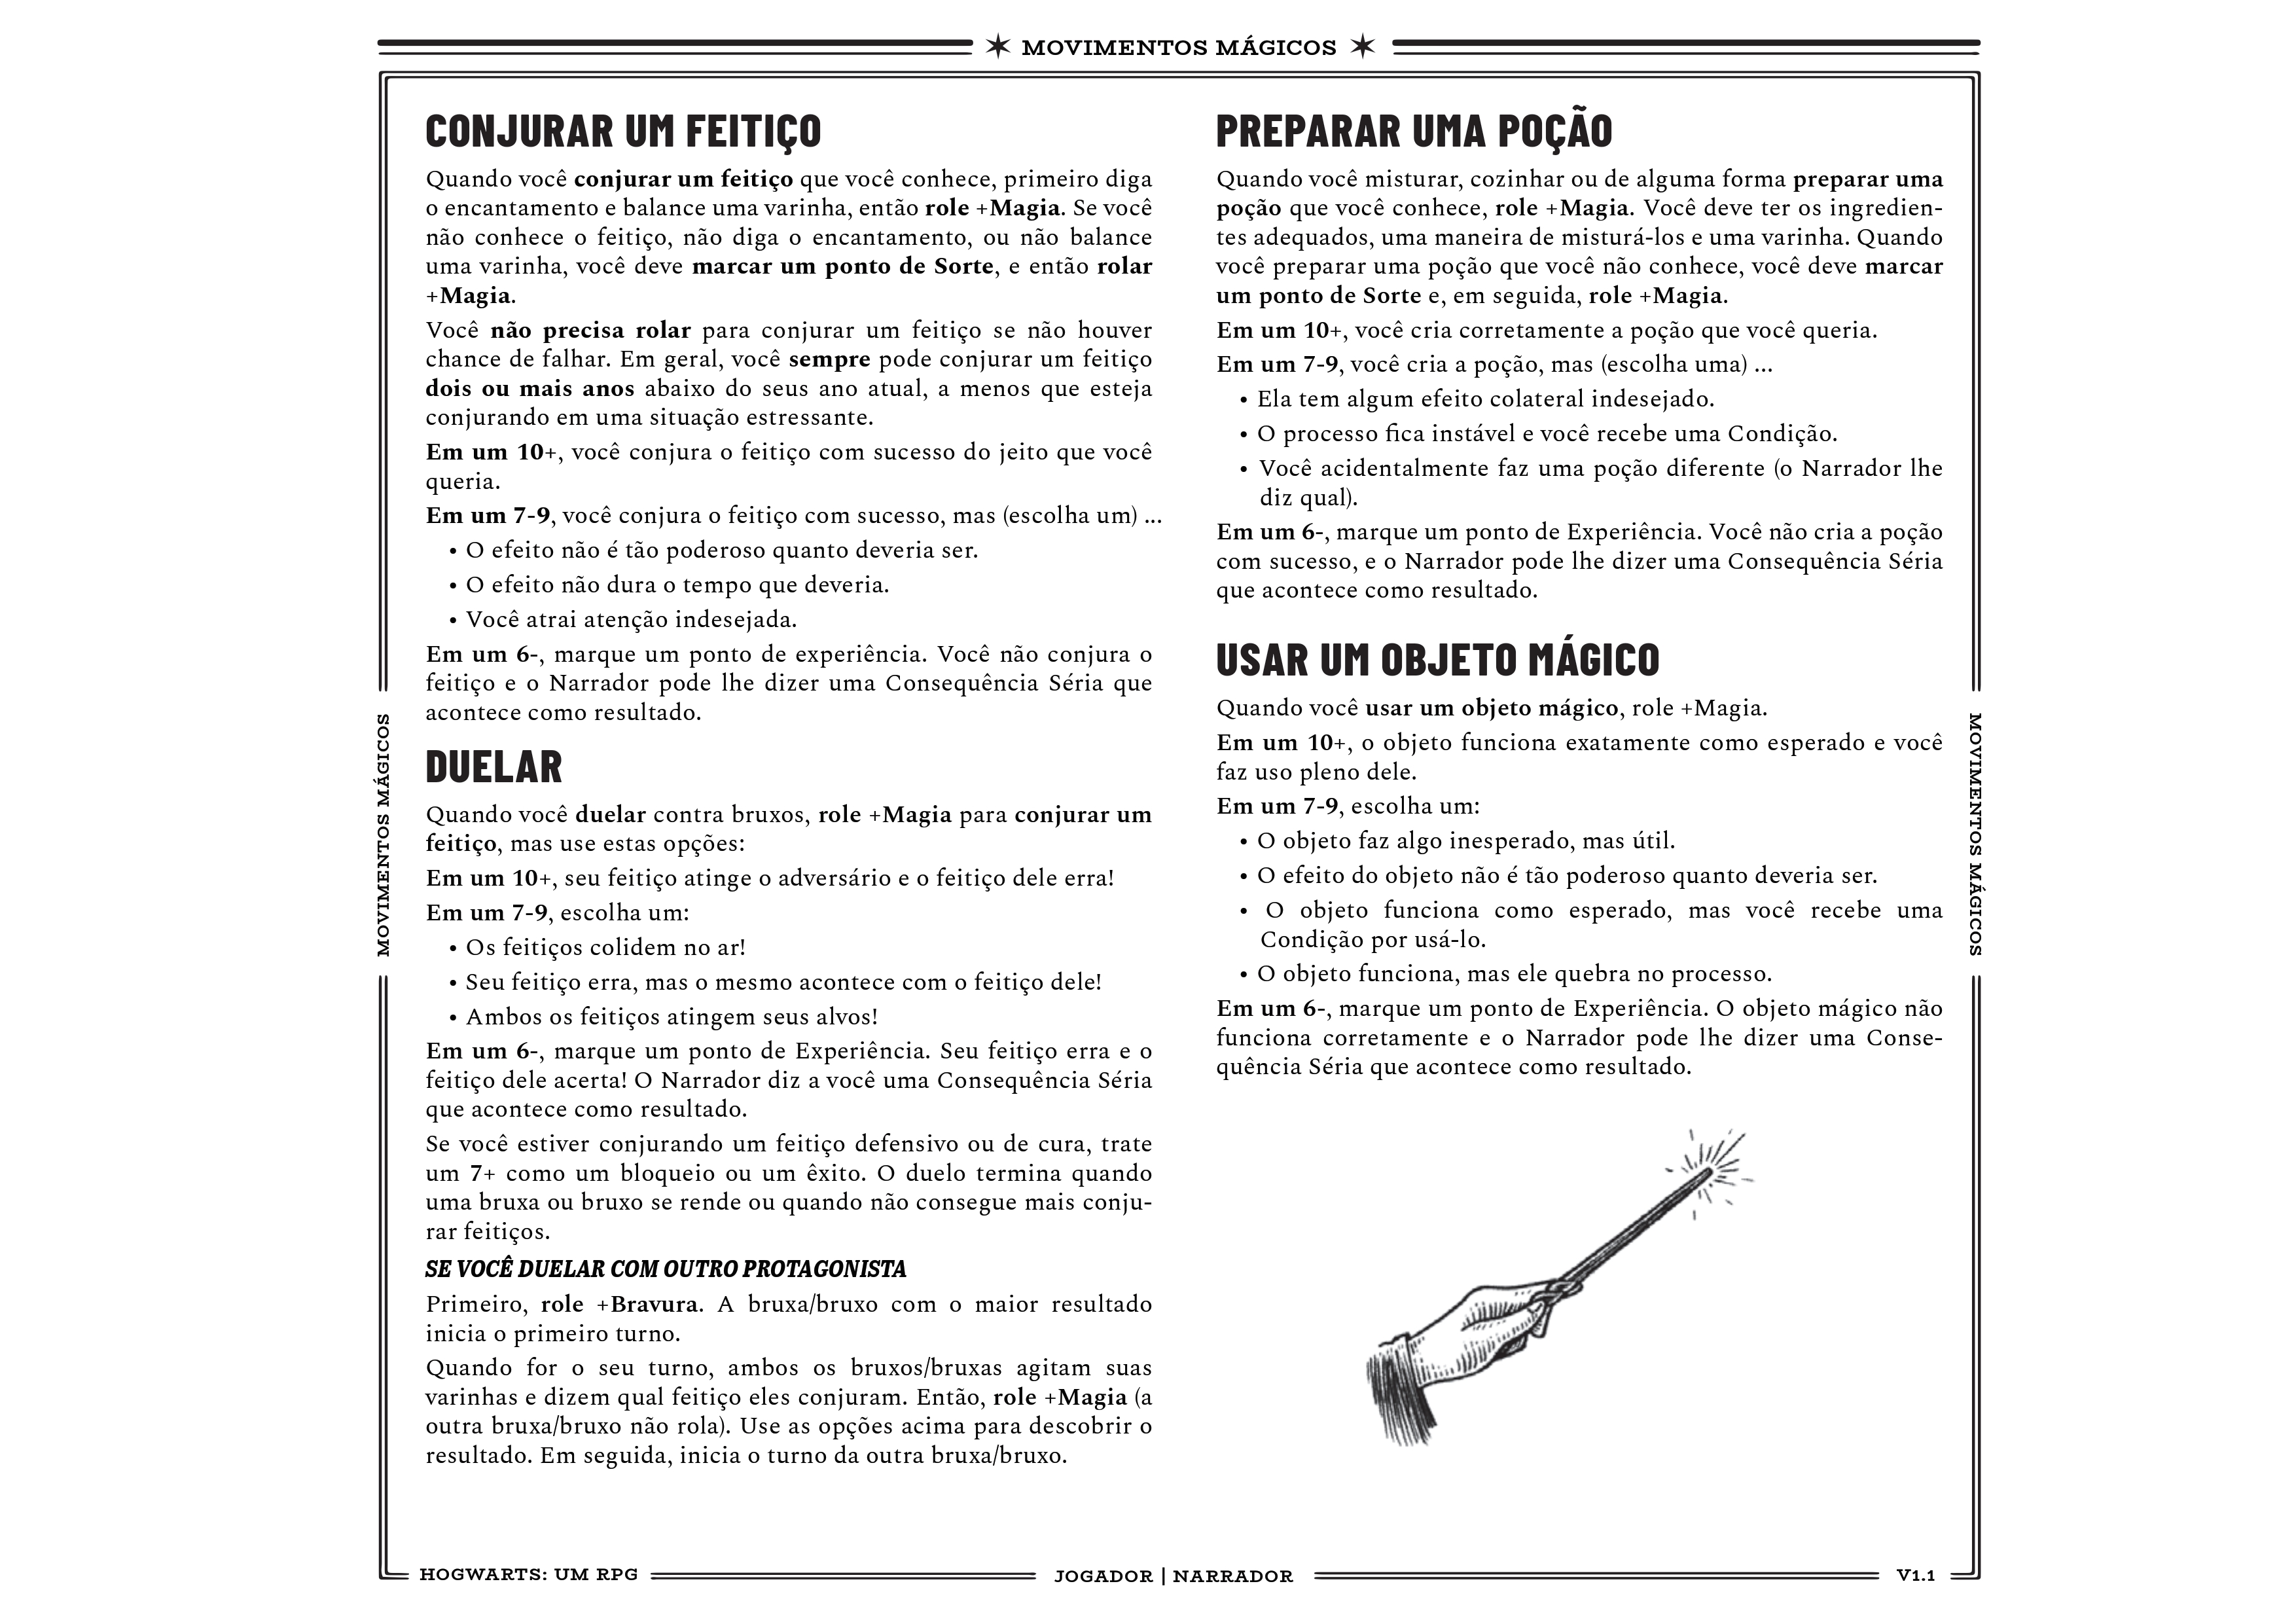 MOVIMENTOS MÁGICOS
CONJURAR UM FEITIÇO
Quando você conjurar um feitiço que você conhece, primeiro diga
o encantamento e balance uma varinha, então role +Magia. Se você
não conhece o feitiço, não diga o encantamento, ou não balance
uma varinha, você deve marcar um ponto de Sorte, e então rolar
+Magia.
Você não precisa rolar para conjurar um feitiço se não houver
chance de falhar. Em geral, você sempre pode conjurar um feitiço
dois ou mais anos abaixo do seus ano atual, a menos que esteja
conjurando em uma situação estressante.
Em um 10+, você conjura o feitiço com sucesso do jeito que você
queria.
Em um 7-9, você conjura o feitiço com sucesso, mas (escolha um) ...
• O efeito não é tão poderoso quanto deveria ser.
• O efeito não dura o tempo que deveria.
• Você atrai atenção indesejada.
Em um 6-, marque um ponto de experiência. Você não conjura o
feitiço e o Narrador pode lhe dizer uma Consequência Séria que
acontece como resultado.
DUELAR
Quando você duelar contra bruxos, role +Magia para conjurar um
feitiço, mas use estas opções:
Em um 10+, seu feitiço atinge o adversário e o feitiço dele erra!
Em um 7-9, escolha um:
• Os feitiços colidem no ar!
• Seu feitiço erra, mas o mesmo acontece com o feitiço dele!
• Ambos os feitiços atingem seus alvos!
Em um 6-, marque um ponto de Experiência. Seu feitiço erra e o
feitiço dele acerta! O Narrador diz a você uma Consequência Séria
que acontece como resultado.
Se você estiver conjurando um feitiço defensivo ou de cura, trate
um 7+ como um bloqueio ou um êxito. O duelo termina quando
uma bruxa ou bruxo se rende ou quando não consegue mais conju-
rar feitiços.
SE VOCÊ DUELAR COM OUTRO PROTAGONISTA
Primeiro, role +Bravura. A bruxa/bruxo com o maior resultado
inicia o primeiro turno.
Quando for o seu turno, ambos os bruxos/bruxas agitam suas
varinhas e dizem qual feitiço eles conjuram. Então, role +Magia (a
outra bruxa/bruxo não rola). Use as opções acima para descobrir o
resultado. Em seguida, inicia o turno da outra bruxa/bruxo.
PREPARAR UMA POÇÃO
Quando você misturar, cozinhar ou de alguma forma preparar uma
poção que você conhece, role +Magia. Você deve ter os ingredien-
tes adequados, uma maneira de misturá-los e uma varinha. Quando
você preparar uma poção que você não conhece, você deve marcar
um ponto de Sorte e, em seguida, role +Magia.
Em um 10+, você cria corretamente a poção que você queria.
Em um 7-9, você cria a poção, mas (escolha uma) ...
• Ela tem algum efeito colateral indesejado.
• O processo fica instável e você recebe uma Condição.
• Você acidentalmente faz uma poção diferente (o Narrador lhe
diz qual).
Em um 6-, marque um ponto de Experiência. Você não cria a poção
com sucesso, e o Narrador pode lhe dizer uma Consequência Séria
que acontece como resultado.
USAR UM OBJETO MÁGICO
Quando você usar um objeto mágico, role +Magia.
Em um 10+, o objeto funciona exatamente como esperado e você
faz uso pleno dele.
Em um 7-9, escolha um:
• O objeto faz algo inesperado, mas útil.
• O efeito do objeto não é tão poderoso quanto deveria ser.
• O objeto funciona como esperado, mas você recebe uma
Condição por usá-lo.
• O objeto funciona, mas ele quebra no processo.
Em um 6-, marque um ponto de Experiência. O objeto mágico não
funciona corretamente e o Narrador pode lhe dizer uma Conse-
quência Séria que acontece como resultado.
MOVIMENTOS MÁGICOS
MOVIMENTOS MÁGICOS
HOGWARTS: UM RPG
JOGADOR | NARRADOR
V1.1